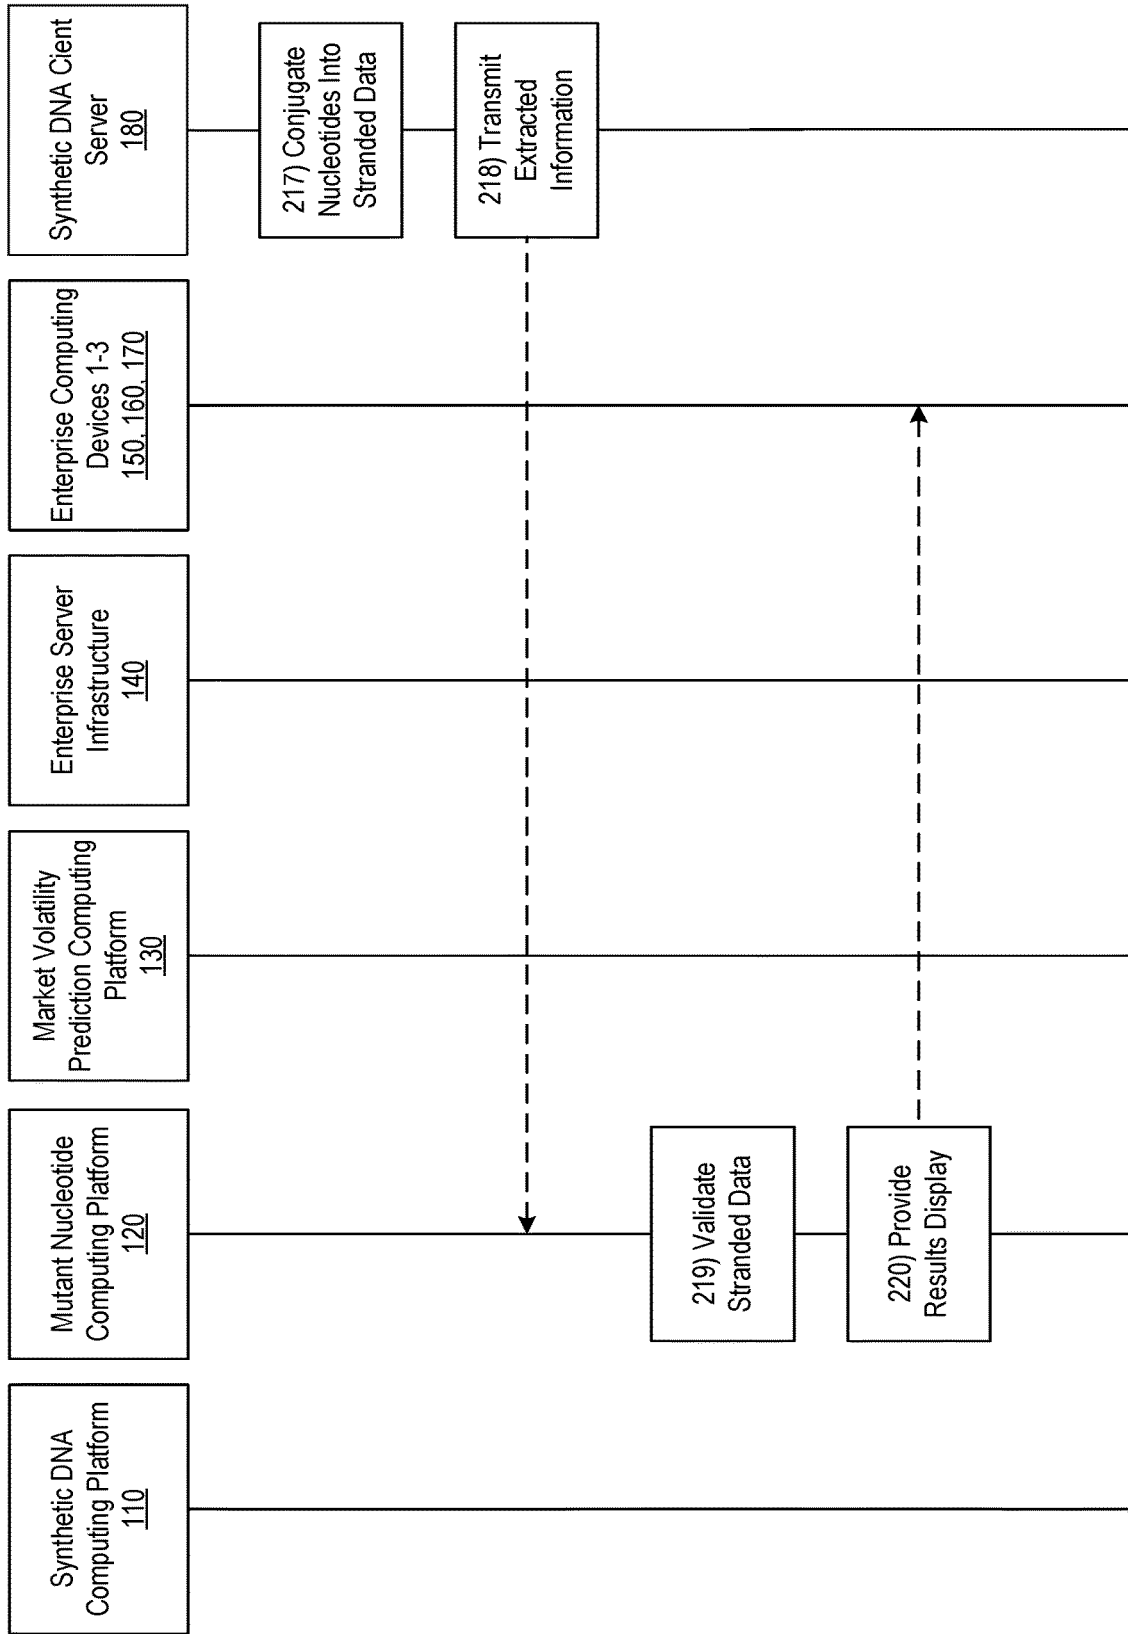 Synthetic DNA
Computing Platform
110
Mutant Nucleotide
Computing Platform
120
Market Volatility
Prediction Computing
Platform
130
Enterprise Server
Infrastructure
140
Enterprise Computing
Devices 1-3
150, 160, 170
Synthetic DNA Cient
Server
180
217) Conjugate
Nucleotides Into
Stranded Data
218) Transmit
Extracted
Information
219) Validate
Stranded Data
220) Provide
Results Display